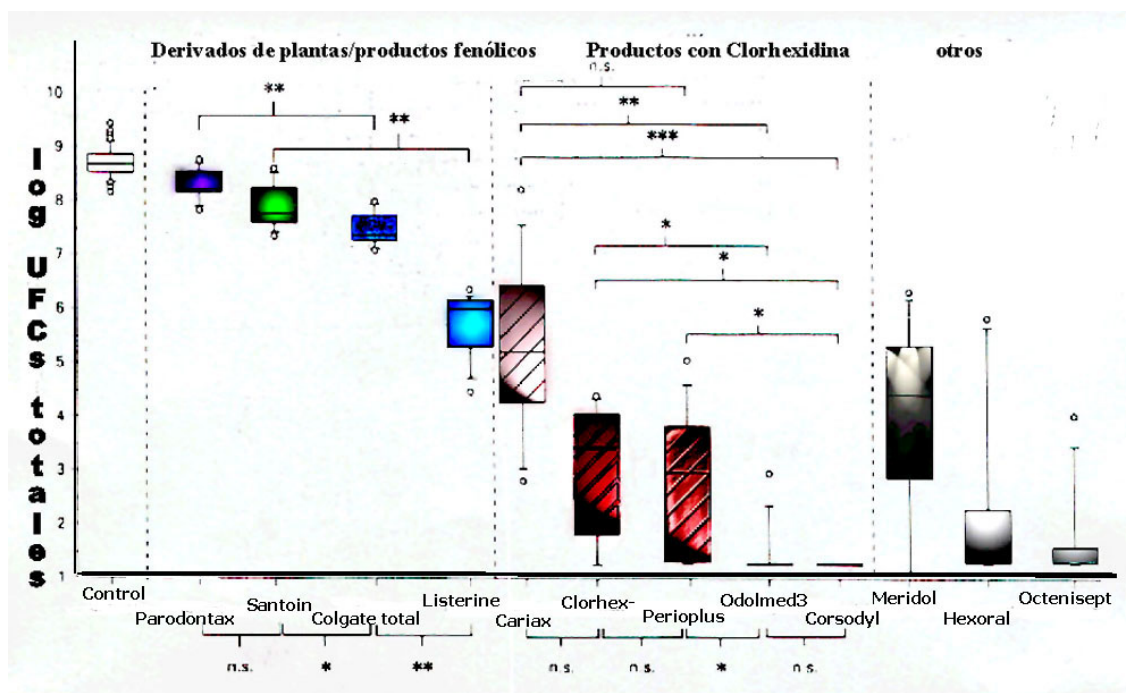 Derivados de plantas/productos fenólicos
Productos con Clorhexidina
otros
n.s.
**
**
**
***
*
*
*
log UFCs totales
10
9
8
7
6
5
4
3
2
1
Control
Parodontax
Santoin
Colgate total
Listerine
Cariax
Clorhex-
Perioplus
Odolmed3
Corsodyl
Meridol
Hexoral
Octenisept
n.s.
*
**
n.s.
n.s.
*
n.s.